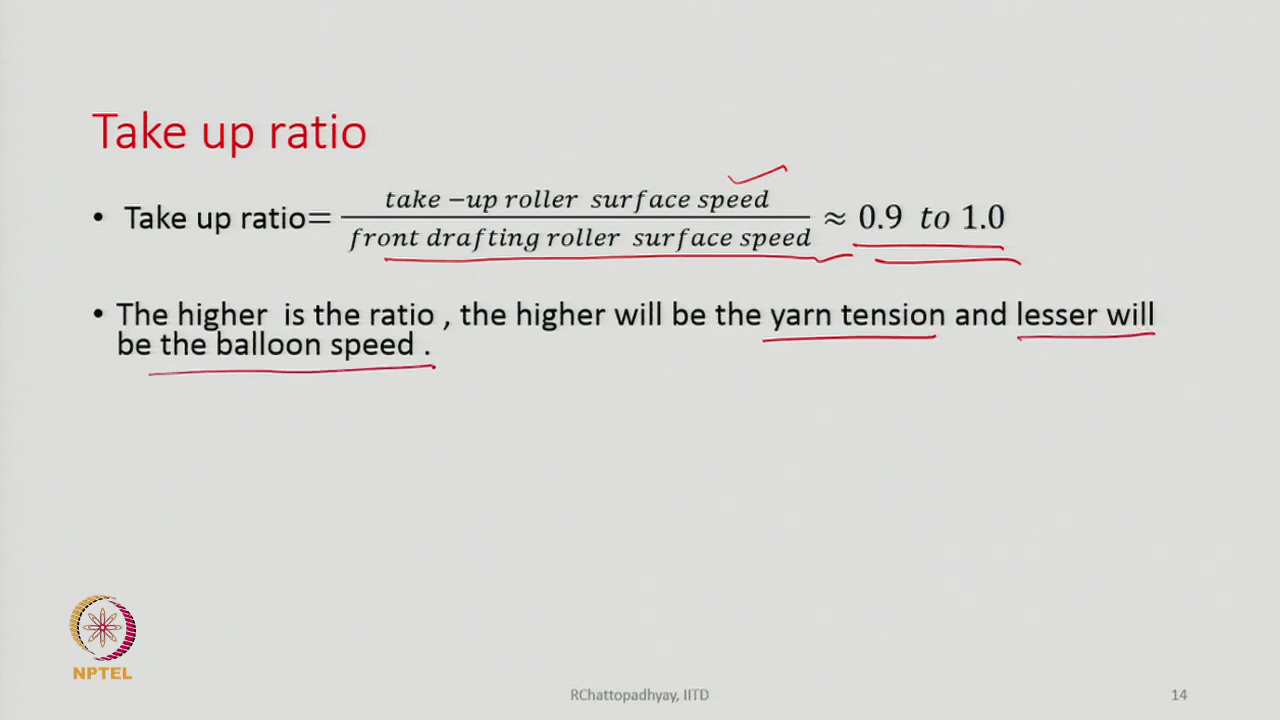 Take up ratio
• Take up ratio= take −up roller surface speed / front drafting roller surface speed ≈ 0.9 to 1.0
• The higher is the ratio , the higher will be the yarn tension and lesser will
be the balloon speed .
NPTEL
RChattopadhyay, IITD
14